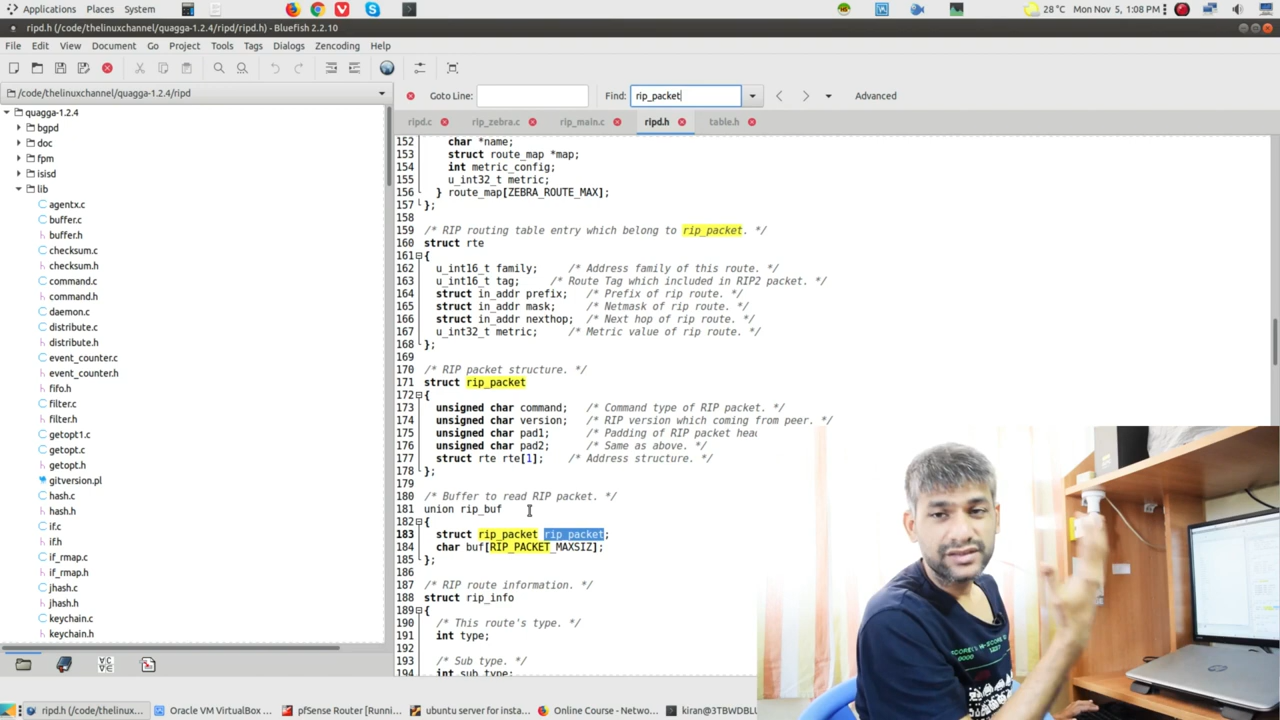 Applications Places System 28 °C Mon Nov 5, 1:08 PM
ripd.h (/code/thelinuxchannel/quagga-1.2.4/ripd/ripd.h) - Bluefish 2.2.10
File Edit View Document Go Project Tools Tags Dialogs Zencoding Help
/code/thelinuxchannel/quagga-1.2.4/ripd
Goto Line: Find: rip_packet Advanced
quagga-1.2.4
bgpd
doc
fpm
isisd
lib
agentx.c
buffer.c
buffer.h
checksum.c
checksum.h
command.c
command.h
daemon.c
distribute.c
distribute.h
event_counter.c
event_counter.h
fifo.h
filter.c
filter.h
getopt1.c
getopt.c
getopt.h
gitversion.pl
hash.c
hash.h
if.c
if.h
if_rmap.c
if_rmap.h
jhash.c
jhash.h
keychain.c
keychain.h
ripd.c rip_zebra.c rip_main.c ripd.h table.h
152 char *name;
153 struct route_map *map;
154 int metric_config;
155 u_int32_t metric;
156 } route_map[ZEBRA_ROUTE_MAX];
157 };
158
159 /* RIP routing table entry which belong to rip_packet. */
160 struct rte
161 {
162 u_int16_t family; /* Address family of this route. */
163 u_int16_t tag; /* Route Tag which included in RIP2 packet. */
164 struct in_addr prefix; /* Prefix of rip route. */
165 struct in_addr mask; /* Netmask of rip route. */
166 struct in_addr nexthop; /* Next hop of rip route. */
167 u_int32_t metric; /* Metric value of rip route. */
168 };
169
170 /* RIP packet structure. */
171 struct rip_packet
172 {
173 unsigned char command; /* Command type of RIP packet. */
174 unsigned char version; /* RIP version which coming from peer. */
175 unsigned char pad1; /* Padding of RIP packet head
176 unsigned char pad2; /* Same as above. */
177 struct rte rte[1]; /* Address structure. */
178 };
179
180 /* Buffer to read RIP packet. */
181 union rip_buf
182 {
183 struct rip_packet rip_packet;
184 char buf[RIP_PACKET_MAXSIZ];
185 };
186
187 /* RIP route information. */
188 struct rip_info
189 {
190 /* This route's type. */
191 int type;
192
193 /* Sub type. */
194 int sub_type;
ripd.h (/code/thelinux... Oracle VM VirtualBox ... pfSense Router [Runni... ubuntu server for insta... Online Course - Netwo... kiran@3TBWDBLU